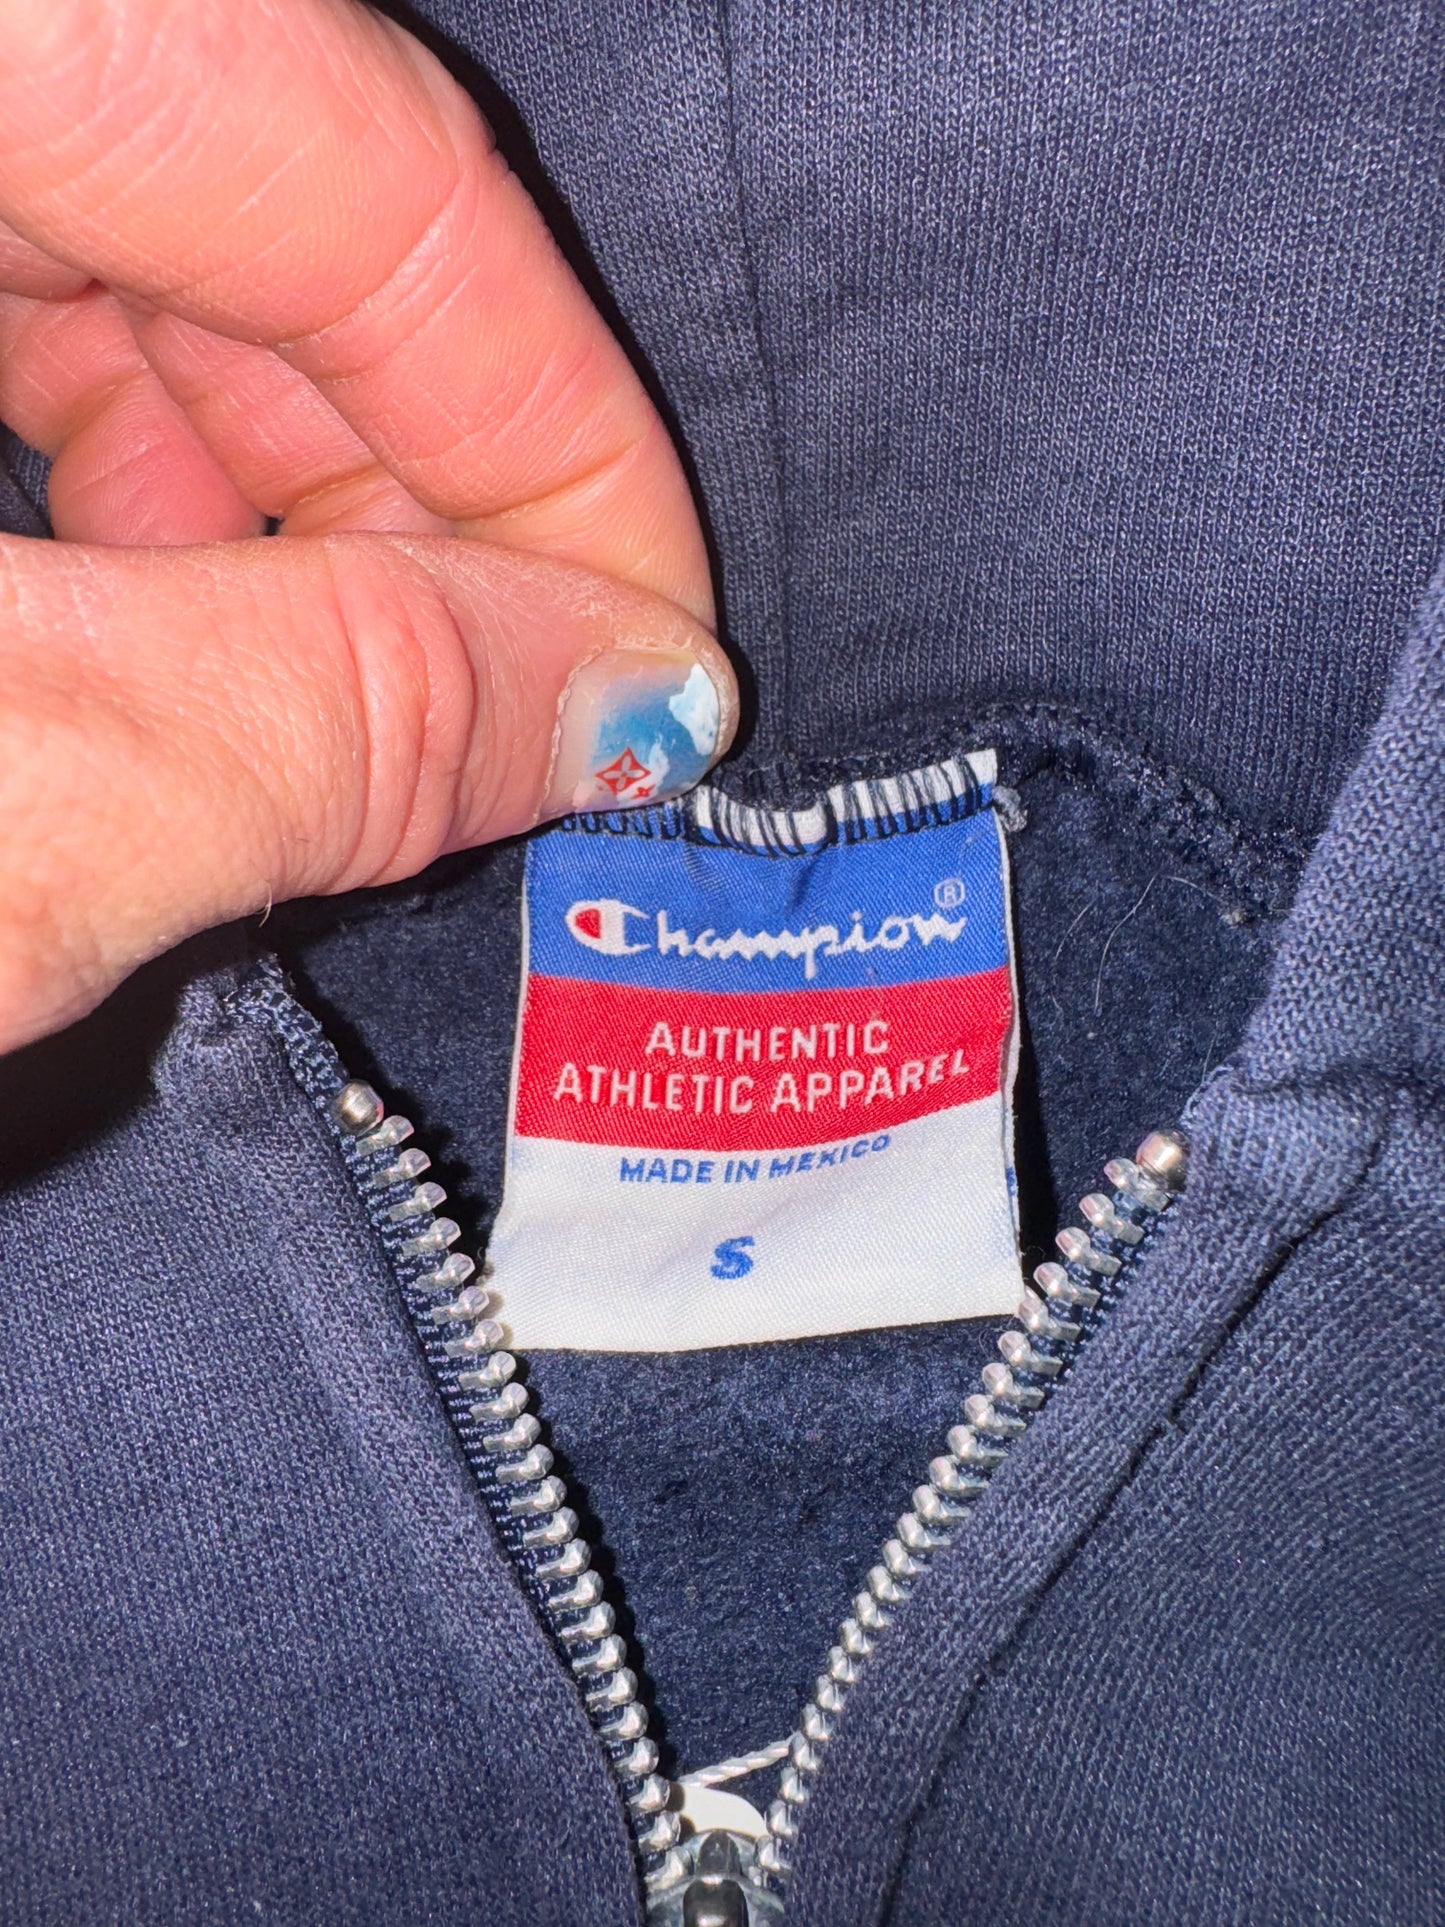 Champion®
AUTHENTIC
ATHLETIC APPAREL
MADE IN MEXICO
S